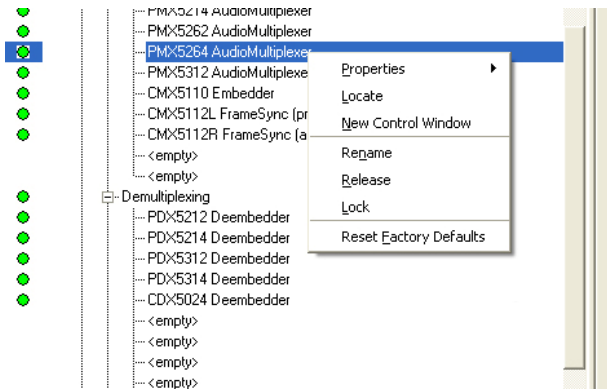 PMX5214 AudioMultiplexer
PMX5262 AudioMultiplexer
PMX5264 AudioMultiplexer
PMX5312 AudioMultiplexe
CMX5110 Embedder
CMX5112L FrameSync (pr
CMX5112R FrameSync (a
<empty>
<empty>
Demultiplexing
PDX5212 Deembedder
PDX5214 Deembedder
PDX5312 Deembedder
PDX5314 Deembedder
CDX5024 Deembedder
<empty>
<empty>
<empty>
<empty>
Properties
Locate
New Control Window
Rename
Release
Lock
Reset Factory Defaults